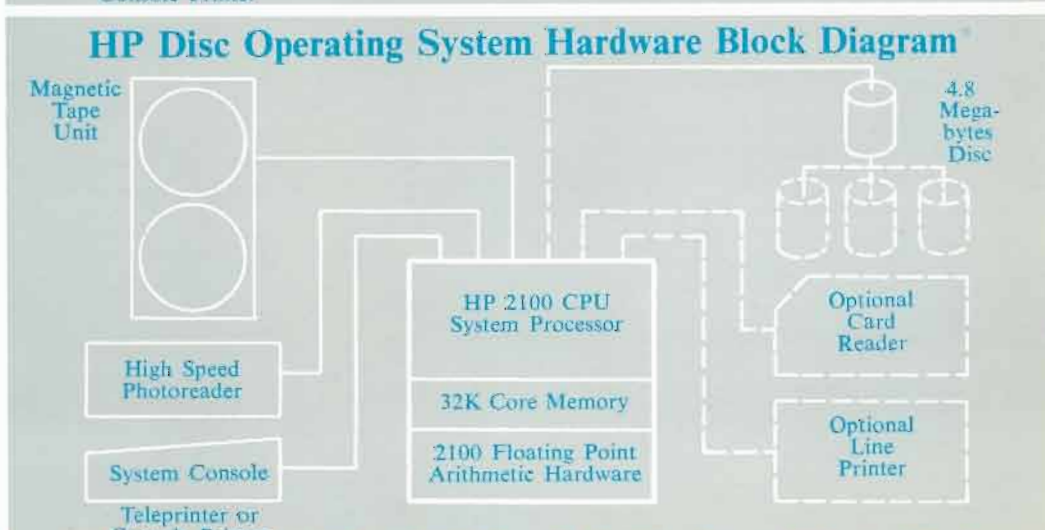 HP Disc Operating System Hardware Block Diagram
Magnetic
Tape
Unit
4.8
Mega-
bytes
Disc
HP 2100 CPU
System Processor
Optional
Card
Reader
High Speed
Photoreader
32K Core Memory
2100 Floating Point
Arithmetic Hardware
Optional
Line
Printer
System Console
Teleprinter or